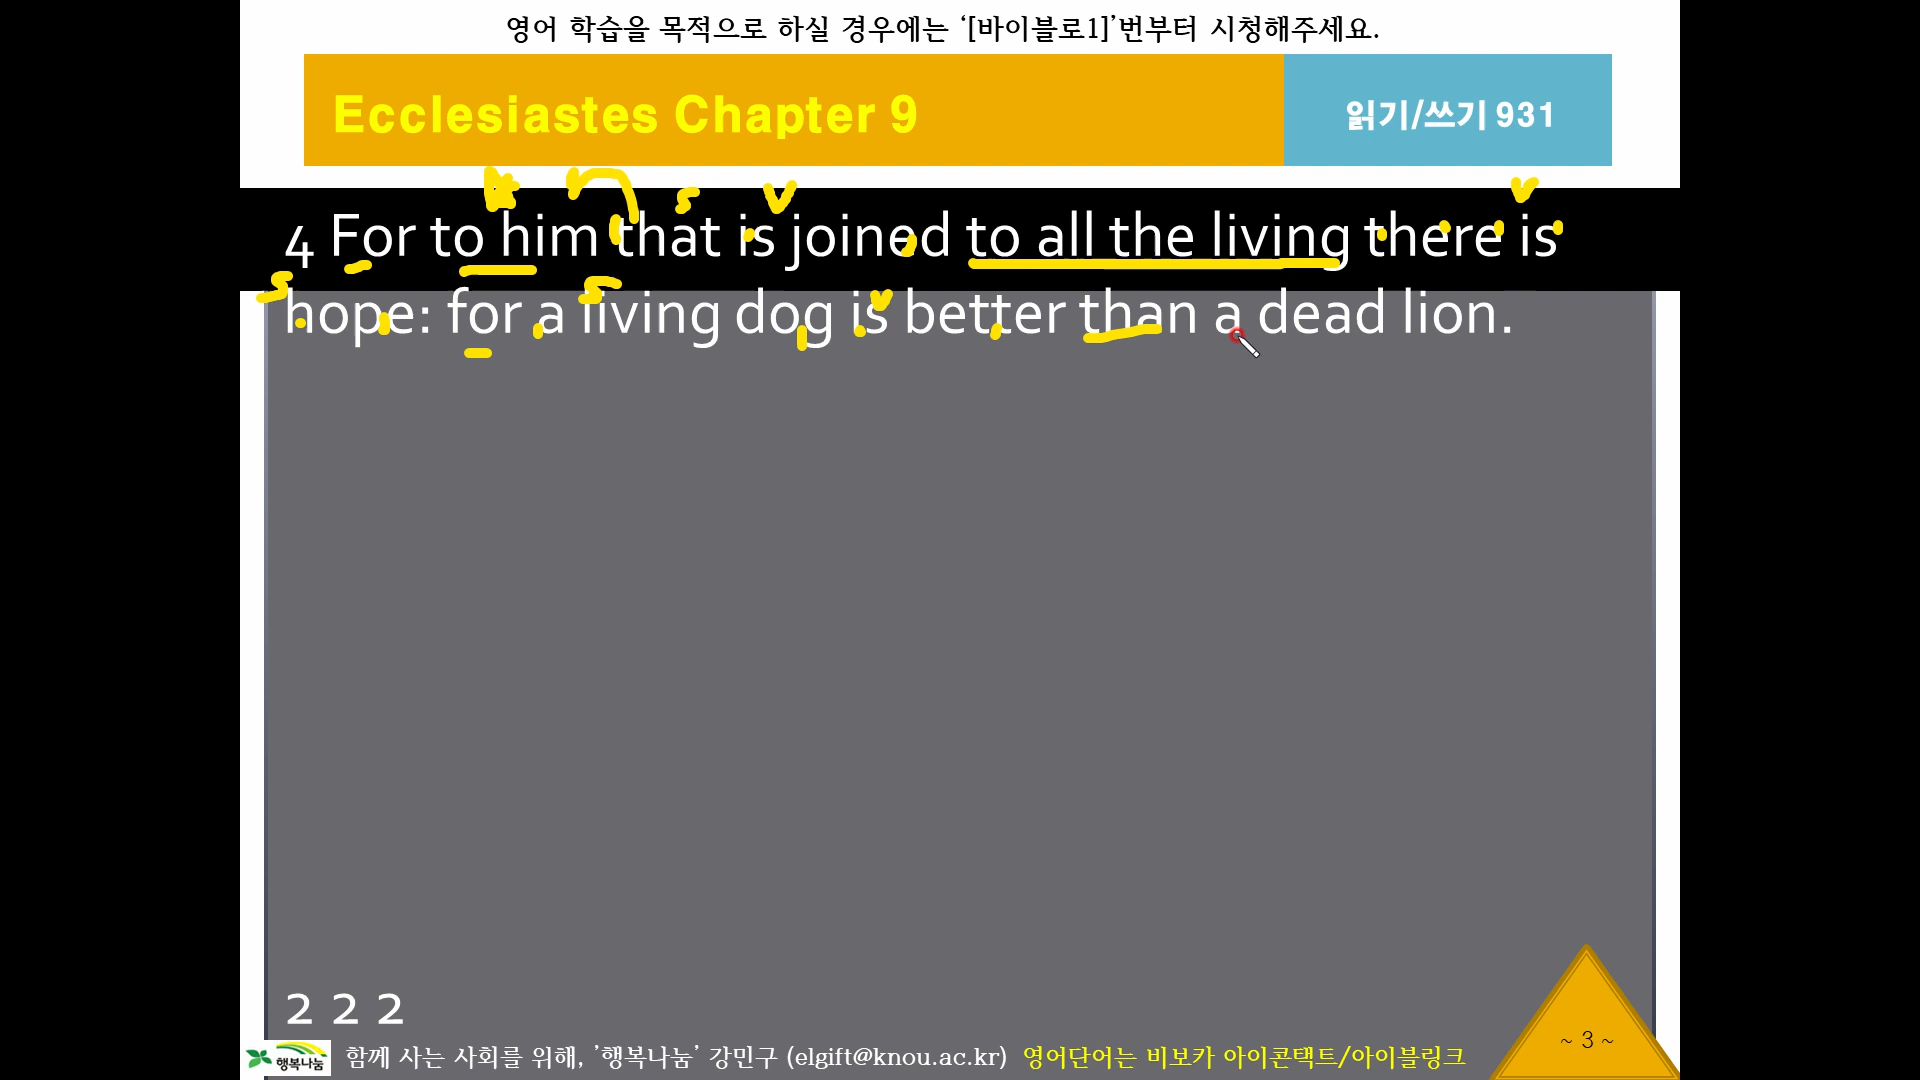 영어 학습을 목적으로 하실 경우에는 ‘[바이블로1]’번부터 시청해주세요.
Ecclesiastes Chapter 9
읽기/쓰기 931
4 For to him that is joined to all the living there is
hope: for a living dog is better than a dead lion.
2 2 2
~ 3 ~
행복나눔
함께 사는 사회를 위해, ’행복나눔’ 강민구 (elgift@knou.ac.kr) 영어단어는 비보카 아이콘택트/아이블링크